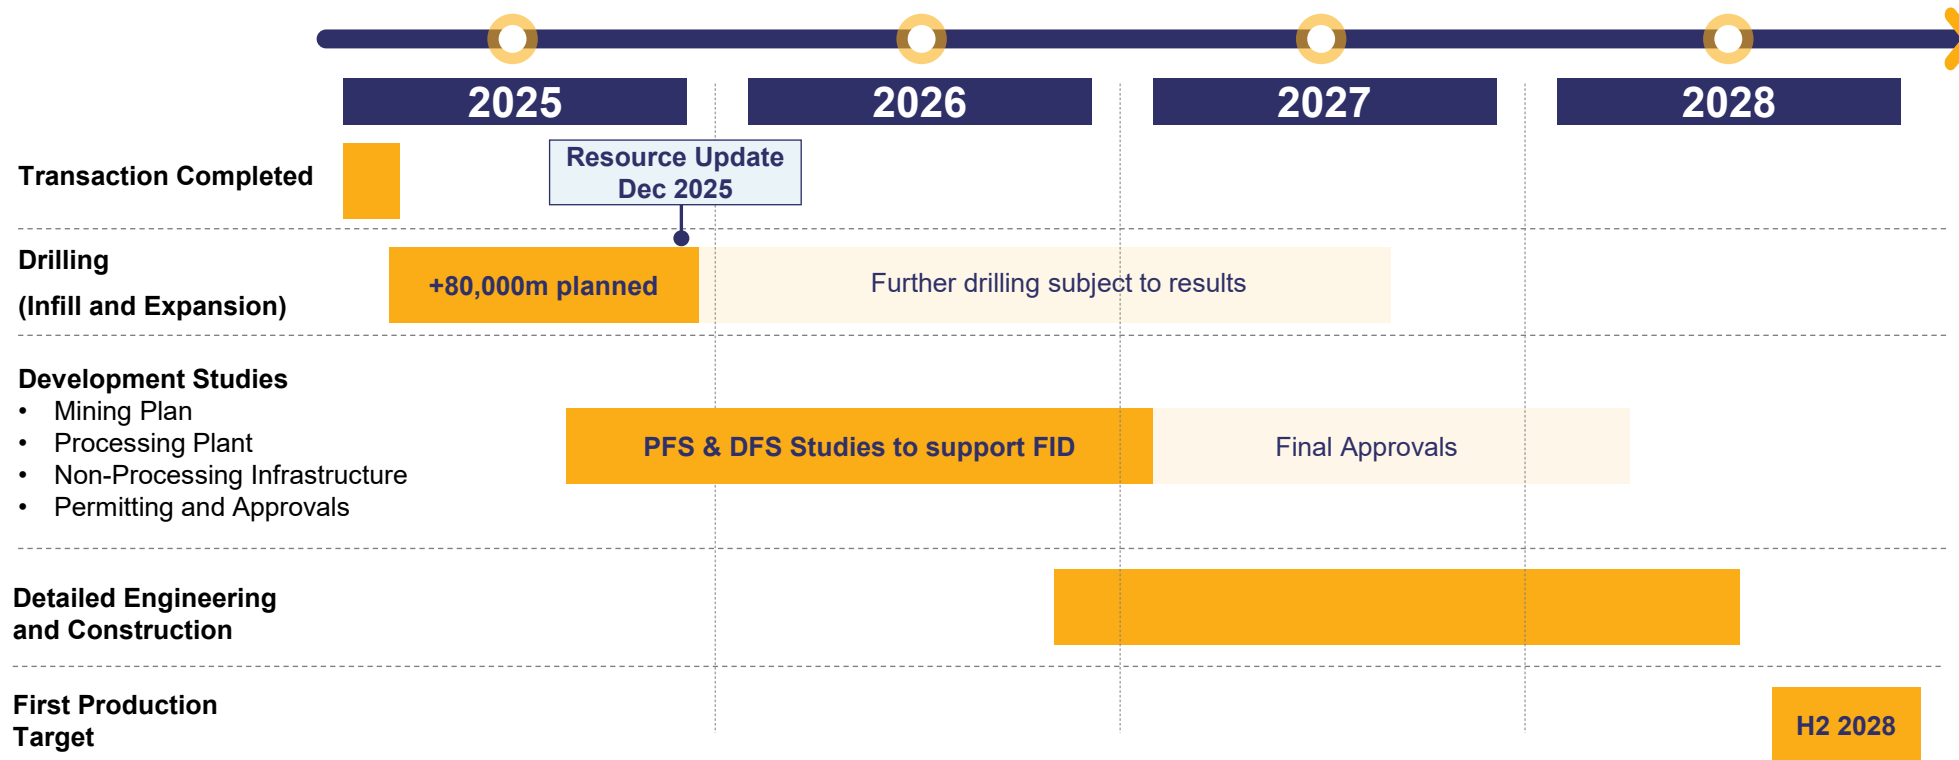 2025
2026
2027
2028
Transaction Completed
Resource Update
Dec 2025
Drilling
(Infill and Expansion)
+80,000m planned
Further drilling subject to results
Development Studies
• Mining Plan
• Processing Plant
• Non-Processing Infrastructure
• Permitting and Approvals
PFS & DFS Studies to support FID
Final Approvals
Detailed Engineering
and Construction
First Production
Target
H2 2028